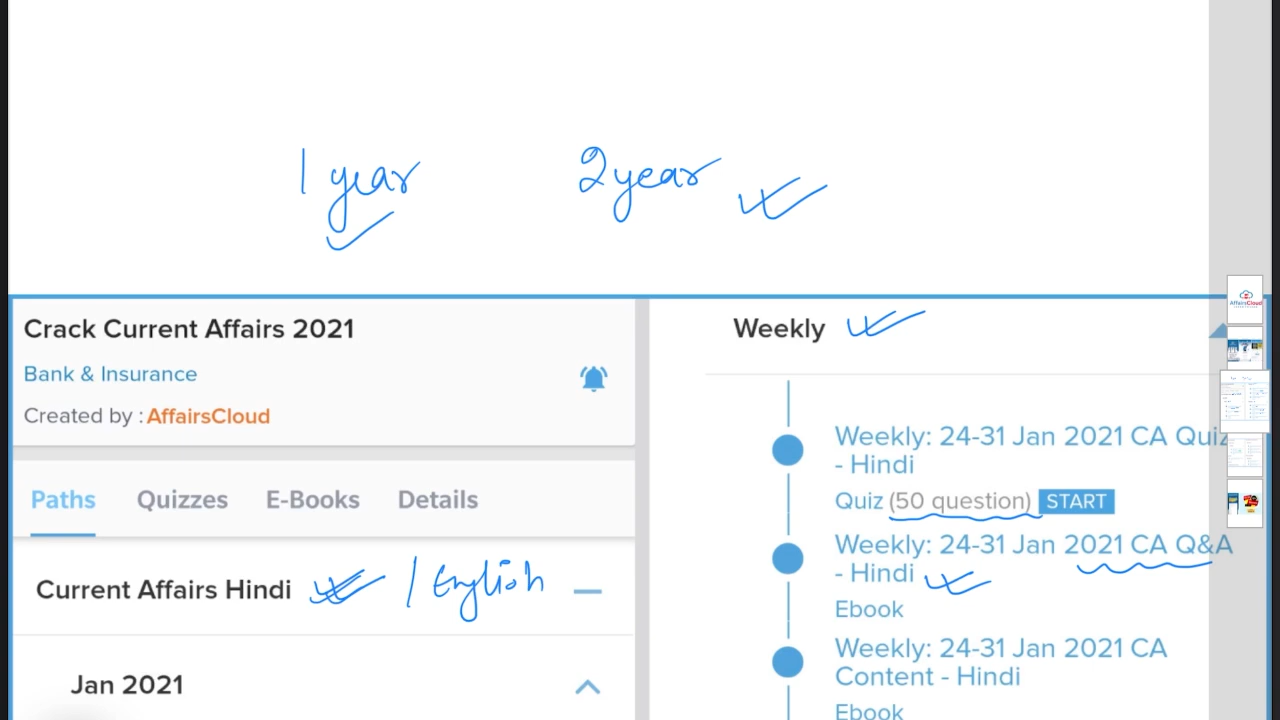 1 year 2 year
Crack Current Affairs 2021
Bank & Insurance
Created by : AffairsCloud
Paths Quizzes E-Books Details
Current Affairs Hindi / English
Jan 2021
Weekly
Weekly: 24-31 Jan 2021 CA Quiz
- Hindi
Quiz (50 question) START
Weekly: 24-31 Jan 2021 CA Q&A
- Hindi
Ebook
Weekly: 24-31 Jan 2021 CA
Content - Hindi
Ebook
AffairsCloud